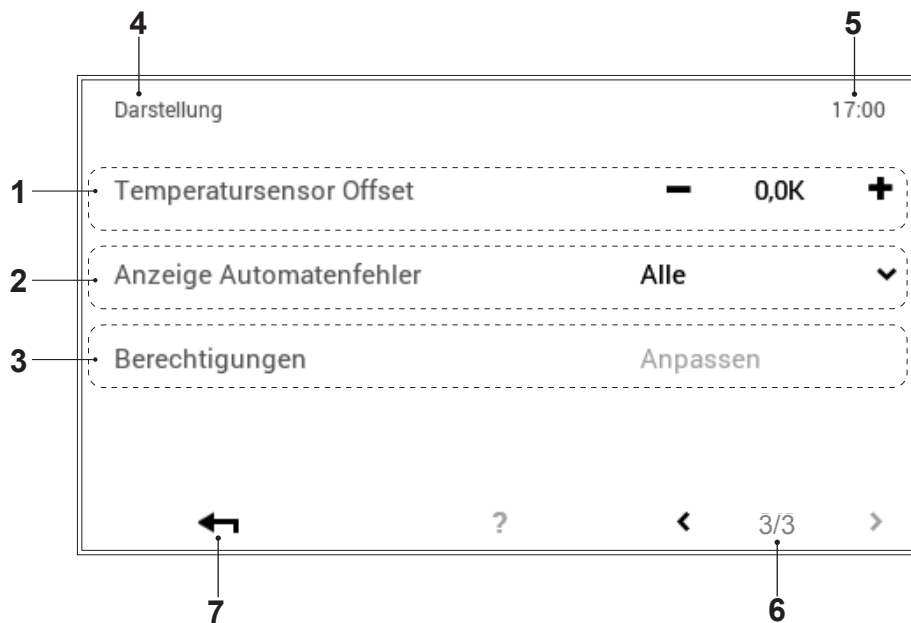 4 5
Darstellung 17:00
1 Temperatursensor Offset − 0,0K +
2 Anzeige Automatenfehler Alle
3 Berechtigungen Anpassen
? < 3/3 >
7 6